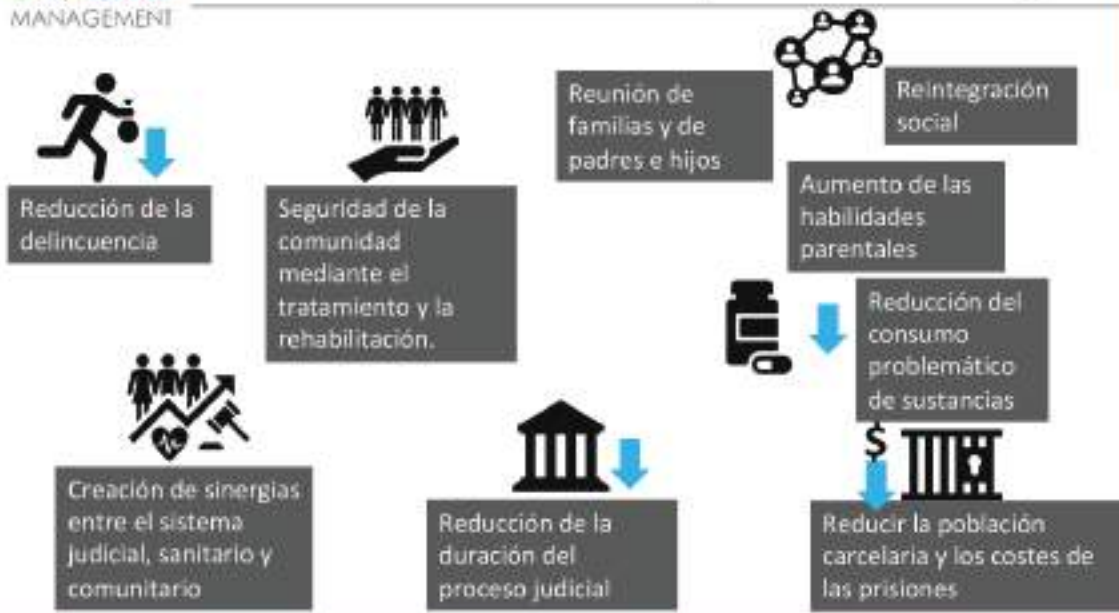 MANAGEMENT
Reducción de la
delincuencia
Seguridad de la
comunidad
mediante el
tratamiento y la
rehabilitación.
Reunión de
familias y de
padres e hijos
Reintegración
social
Aumento de las
habilidades
parentales
Reducción del
consumo
problemático
de sustancias
Creación de sinergias
entre el sistema
judicial, sanitario y
comunitario
Reducción de la
duración del
proceso judicial
$
Reducir la población
carcelaria y los costes de
las prisiones